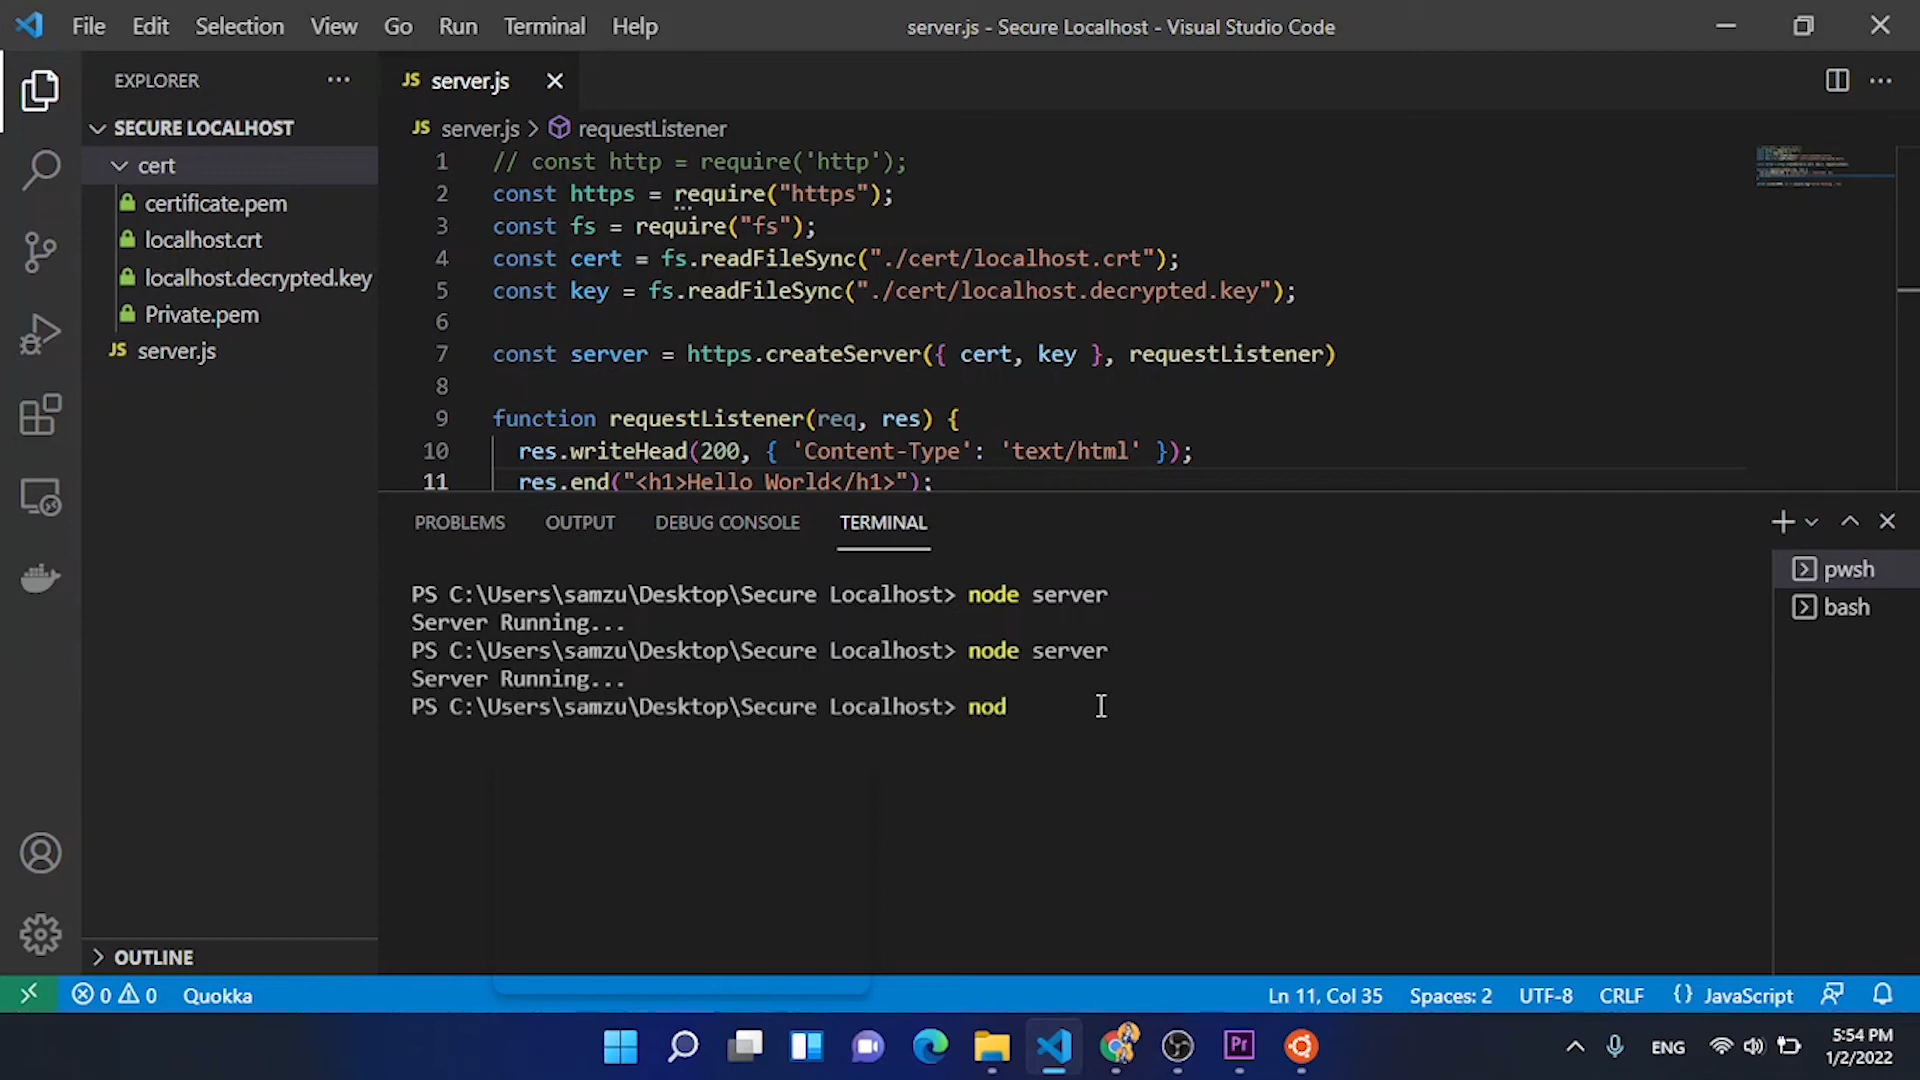 File Edit Selection View Go Run Terminal Help
server.js - Secure Localhost - Visual Studio Code
EXPLORER
SECURE LOCALHOST
cert
certificate.pem
localhost.crt
localhost.decrypted.key
Private.pem
JS server.js
OUTLINE
JS server.js
JS server.js > requestListener
1 // const http = require('http');
2 const https = require("https");
3 const fs = require("fs");
4 const cert = fs.readFileSync("./cert/localhost.crt");
5 const key = fs.readFileSync("./cert/localhost.decrypted.key");
6
7 const server = https.createServer({ cert, key }, requestListener)
8
9 function requestListener(req, res) {
10 res.writeHead(200, { 'Content-Type': 'text/html' });
11 res.end("<h1>Hello World</h1>");
PROBLEMS OUTPUT DEBUG CONSOLE TERMINAL
PS C:\Users\samzu\Desktop\Secure Localhost> node server
Server Running...
PS C:\Users\samzu\Desktop\Secure Localhost> node server
Server Running...
PS C:\Users\samzu\Desktop\Secure Localhost> nod
pwsh
bash
0 0 Quokka
Ln 11, Col 35 Spaces: 2 UTF-8 CRLF {} JavaScript
Pr
ENG
5:54 PM
1/2/2022